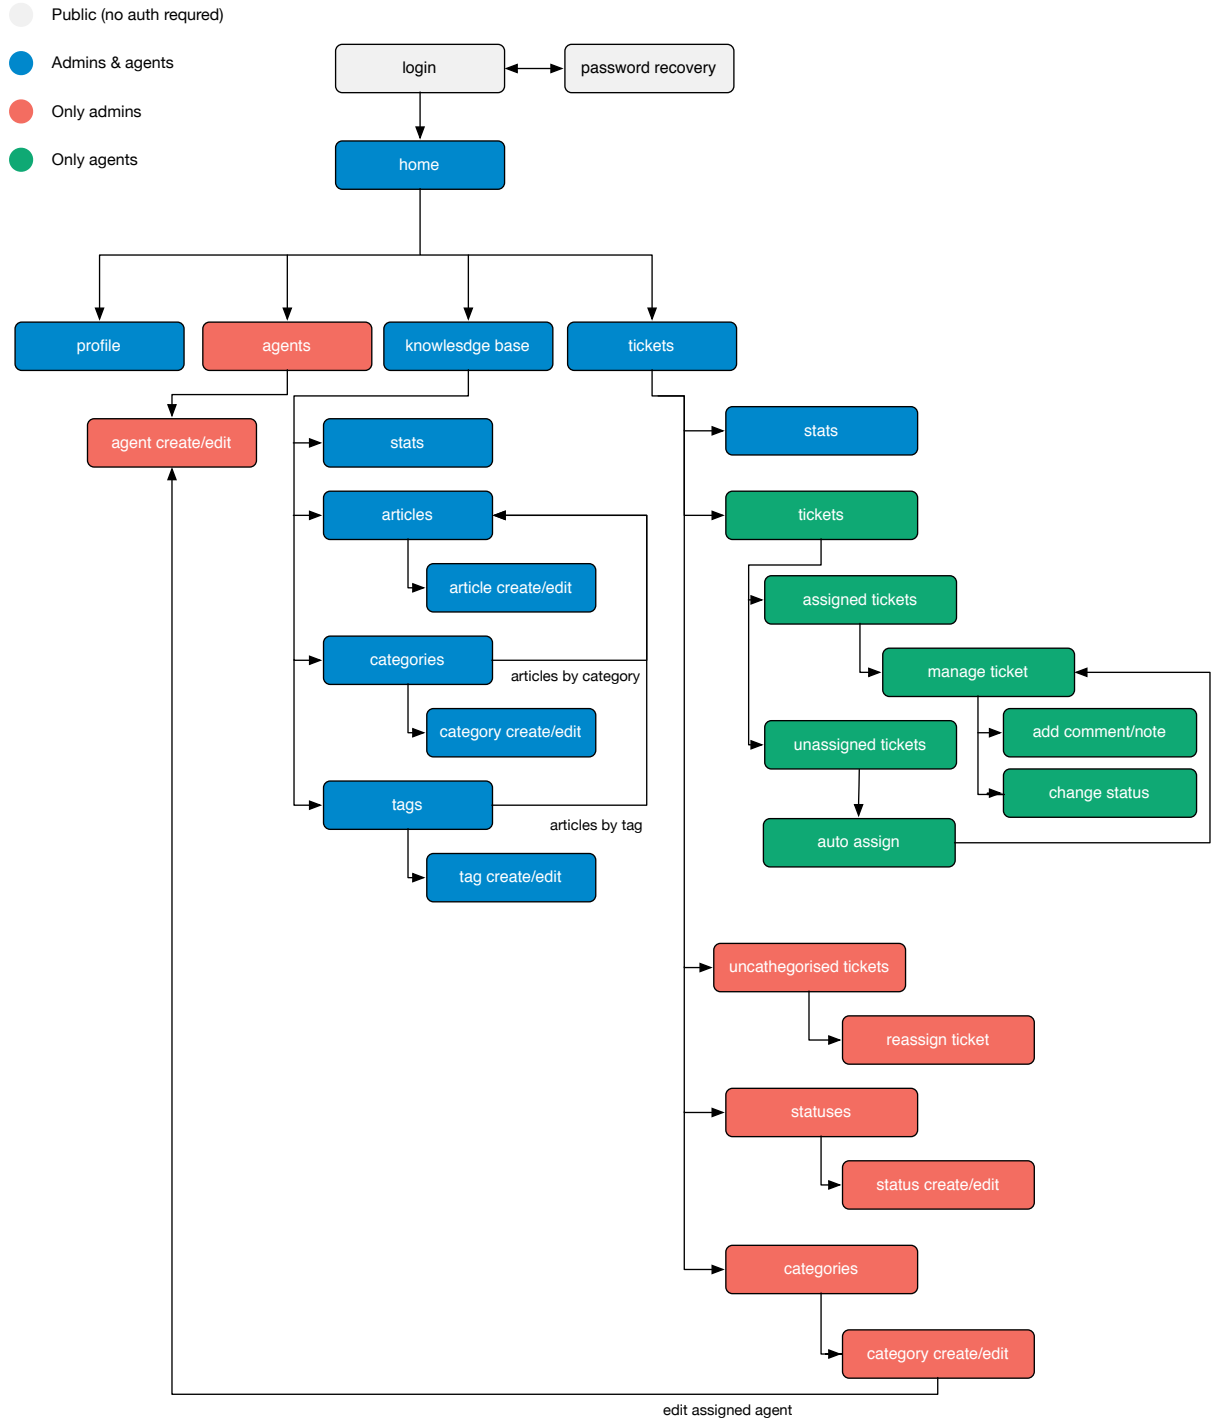 Public (no auth requred)
Admins & agents
Only admins
Only agents
login
password recovery
home
profile
agents
knowlesdge base
tickets
agent create/edit
stats
articles
article create/edit
categories
articles by category
category create/edit
tags
articles by tag
tag create/edit
stats
tickets
assigned tickets
manage ticket
add comment/note
change status
unassigned tickets
auto assign
uncathegorised tickets
reassign ticket
statuses
status create/edit
categories
category create/edit
edit assigned agent